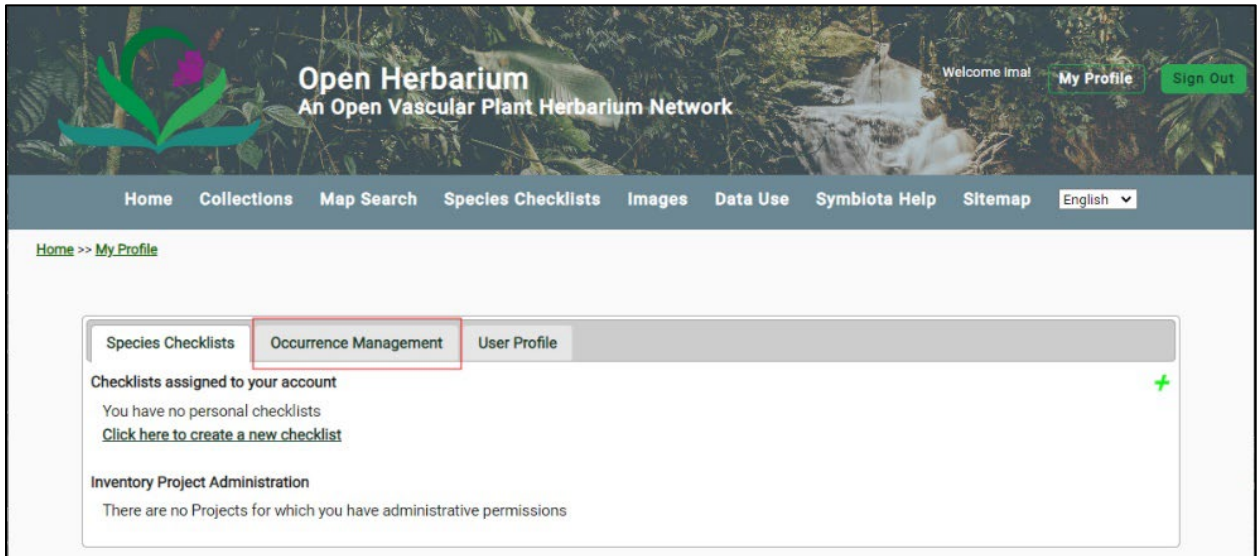 Open Herbarium
An Open Vascular Plant Herbarium Network
Welcome Ima! My Profile Sign Out
Home Collections Map Search Species Checklists Images Data Use Symbiota Help Sitemap English
Home >> My Profile
Species Checklists Occurrence Management User Profile
Checklists assigned to your account
You have no personal checklists
Click here to create a new checklist
Inventory Project Administration
There are no Projects for which you have administrative permissions